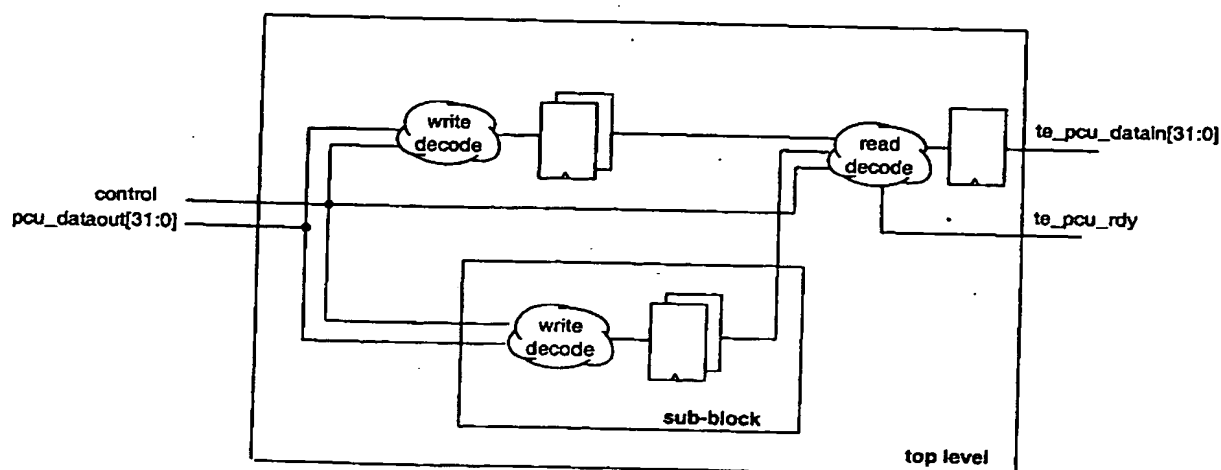 write
decode
read
decode
te_pcu_datain[31:0]
control
pcu_dataout[31:0]
te_pcu_rdy
write
decode
sub-block
top level